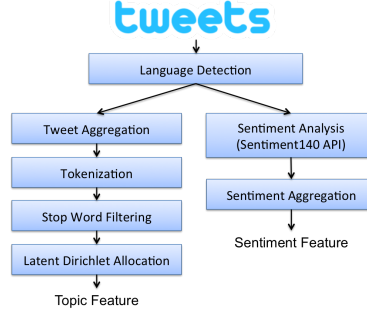 tweets
Language Detection
Tweet Aggregation
Tokenization
Stop Word Filtering
Latent Dirichlet Allocation
Topic Feature
Sentiment Analysis
(Sentiment140 API)
Sentiment Aggregation
Sentiment Feature